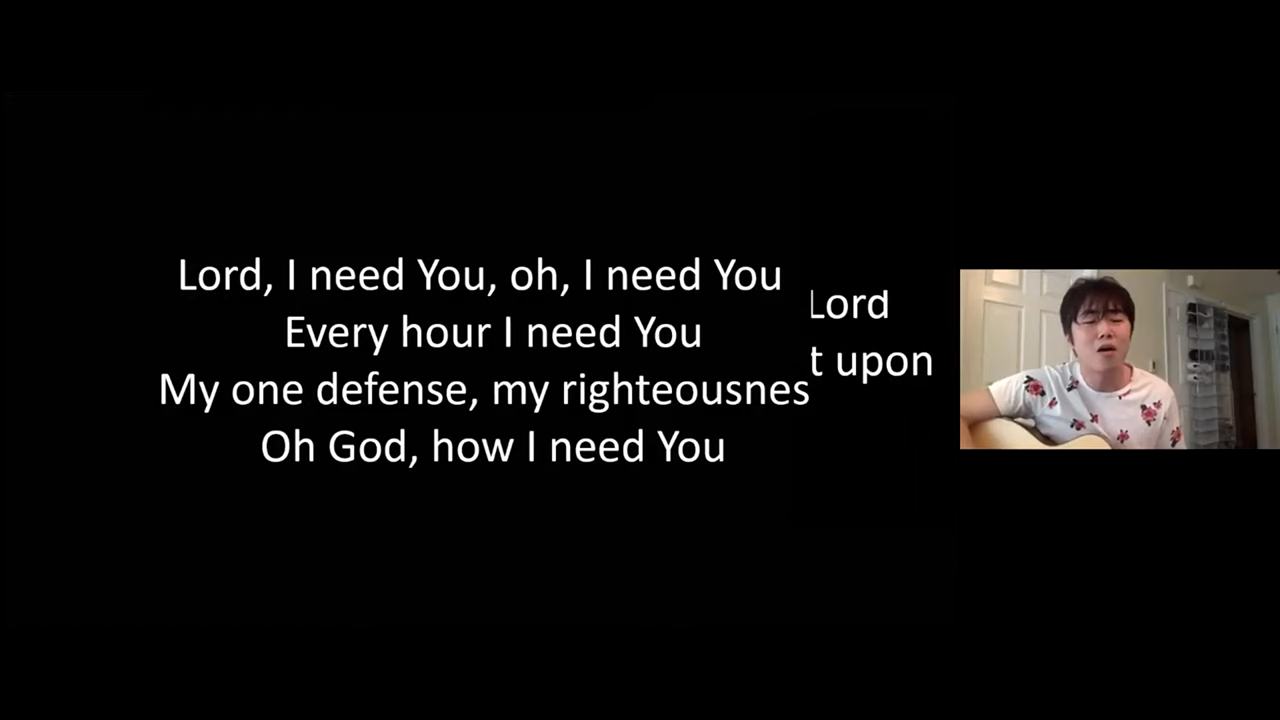 Lord, I need You, oh, I need You
Every hour I need You
My one defense, my righteousnes
Oh God, how I need You
Lord
t upon